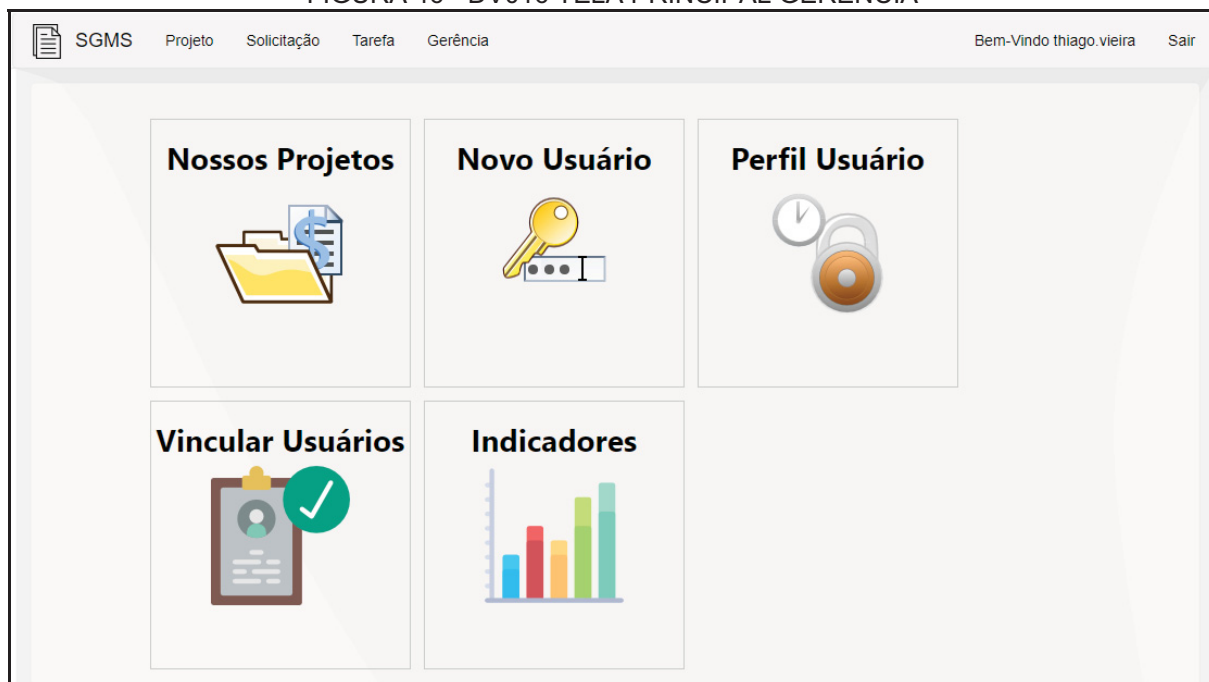 SGMS Projeto Solicitação Tarefa Gerência Bem-Vindo thiago.vieira Sair
Nossos Projetos Novo Usuário Perfil Usuário
Vincular Usuários Indicadores